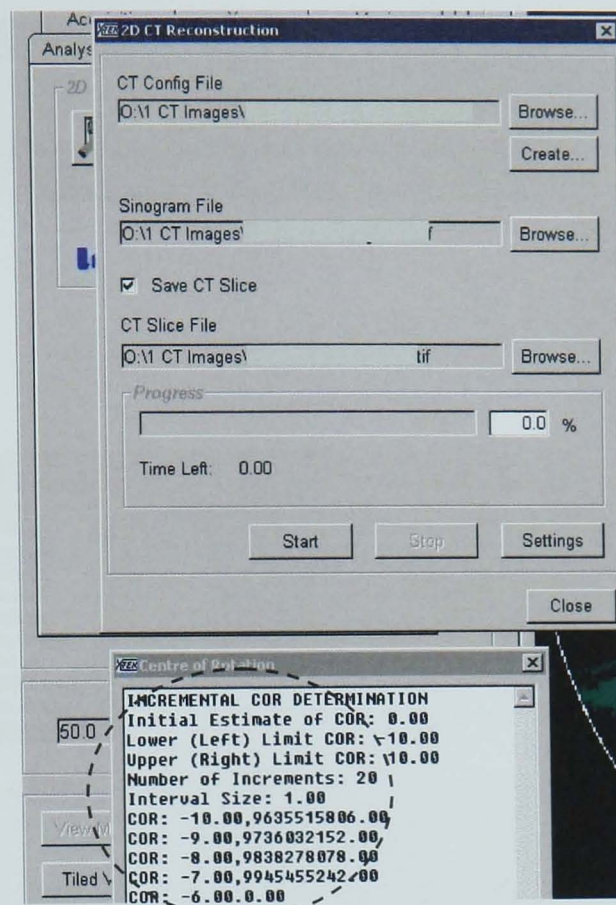 XTEK 2D CT Reconstruction
Analys
2D
CT Config File
O:\1 CT Images\
Browse...
Create...
Sinogram File
O:\1 CT Images\ f
Browse...
Save CT Slice
CT Slice File
O:\1 CT Images\ tif
Browse...
Progress
0.0 %
Time Left: 0.00
Start
Stop
Settings
Close
XTEK Centre of Rotation
INCREMENTAL COR DETERMINATION
Initial Estimate of COR: 0.00
Lower (Left) Limit COR: -10.00
Upper (Right) Limit COR: 10.00
Number of Increments: 20
Interval Size: 1.00
COR: -10.00,9635515806.00
COR: -9.00,9736032152.00
COR: -8.00,9838278078.00
COR: -7.00,9945455242.00
COR: -6.00,0.00
50.0
View M
Tiled V